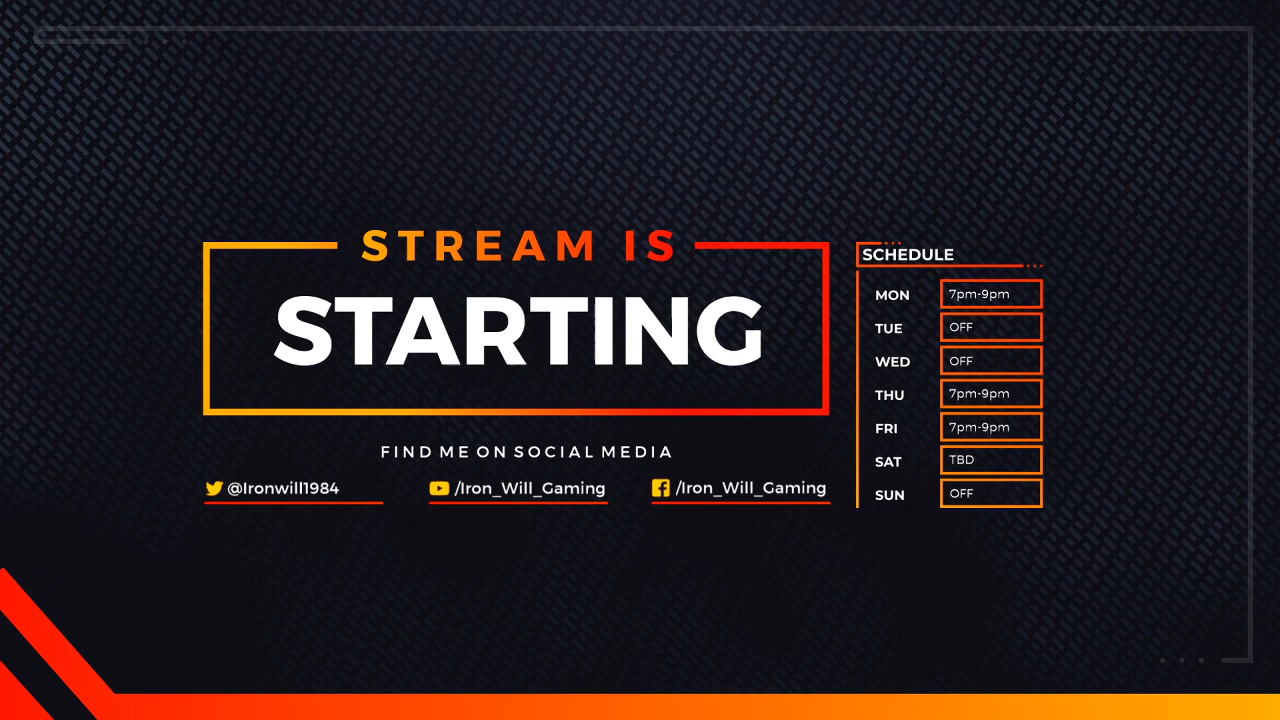 STREAM IS
STARTING
FIND ME ON SOCIAL MEDIA
@Ironwill1984
/Iron_Will_Gaming
/Iron_Will_Gaming
SCHEDULE
MON 7pm-9pm
TUE OFF
WED OFF
THU 7pm-9pm
FRI 7pm-9pm
SAT TBD
SUN OFF